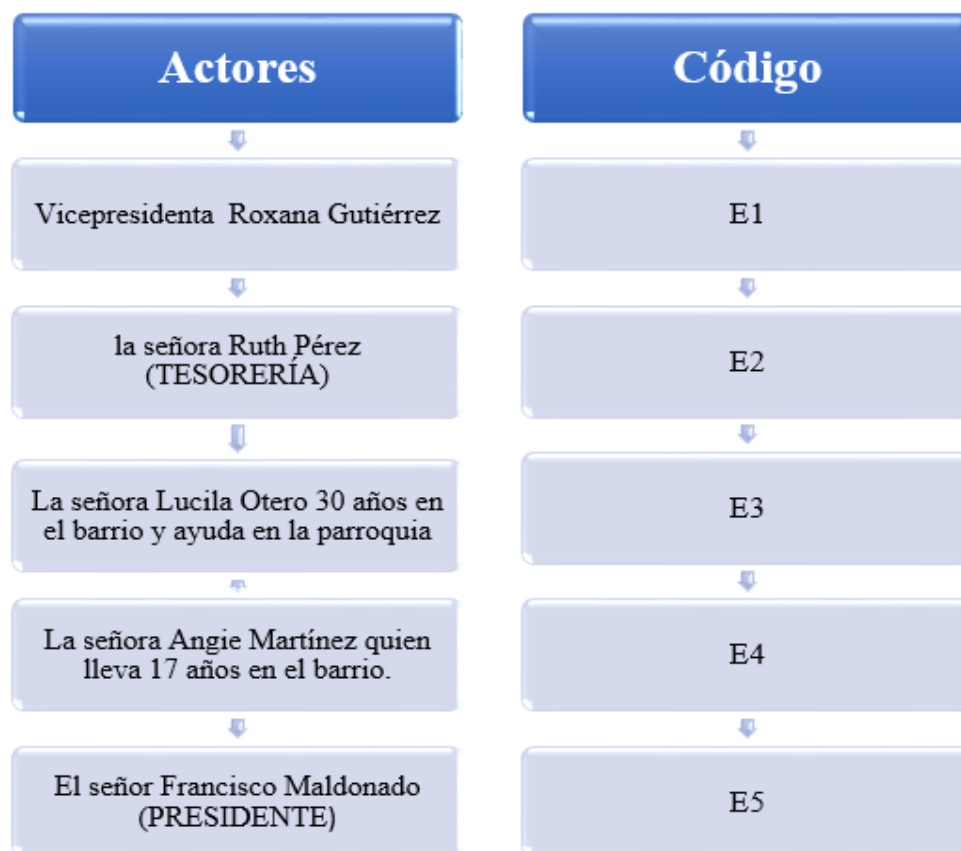 Actores
Código
Vicepresidenta Roxana Gutiérrez
E1
la señora Ruth Pérez
(TESORERÍA)
E2
La señora Lucila Otero 30 años en
el barrio y ayuda en la parroquia
E3
La señora Angie Martínez quien
lleva 17 años en el barrio.
E4
El señor Francisco Maldonado
(PRESIDENTE)
E5